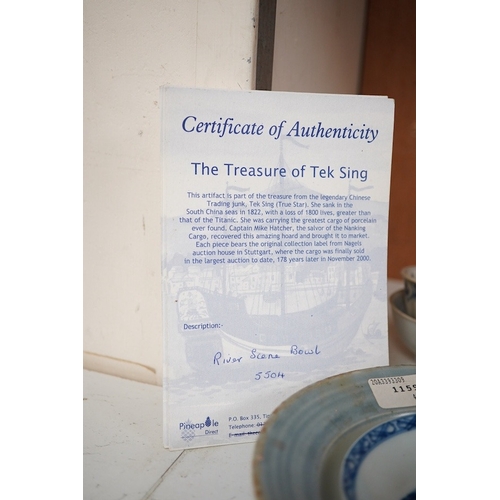 Certificate of Authenticity
The Treasure of Tek Sing
This artifact is part of the treasure from the legendary Chinese
Trading junk, Tek Sing (True Star). She sank in the
South China seas in 1822, with a loss of 1800 lives, greater than
that of the Titanic. She was carrying the greatest cargo of porcelain
ever found. Captain Mike Hatcher, the salvor of the Nanking
Cargo, recovered this amazing hoard and brought it to market.
Each piece bears the original collection label from Nagels
auction house in Stuttgart, where the cargo was finally sold
in the largest auction to date, 178 years later in November 2000.
Description:-
River Scene Bowl
5504
Pineapple
Direct
P.O. Box 335,
Telephone
E-mail
1159